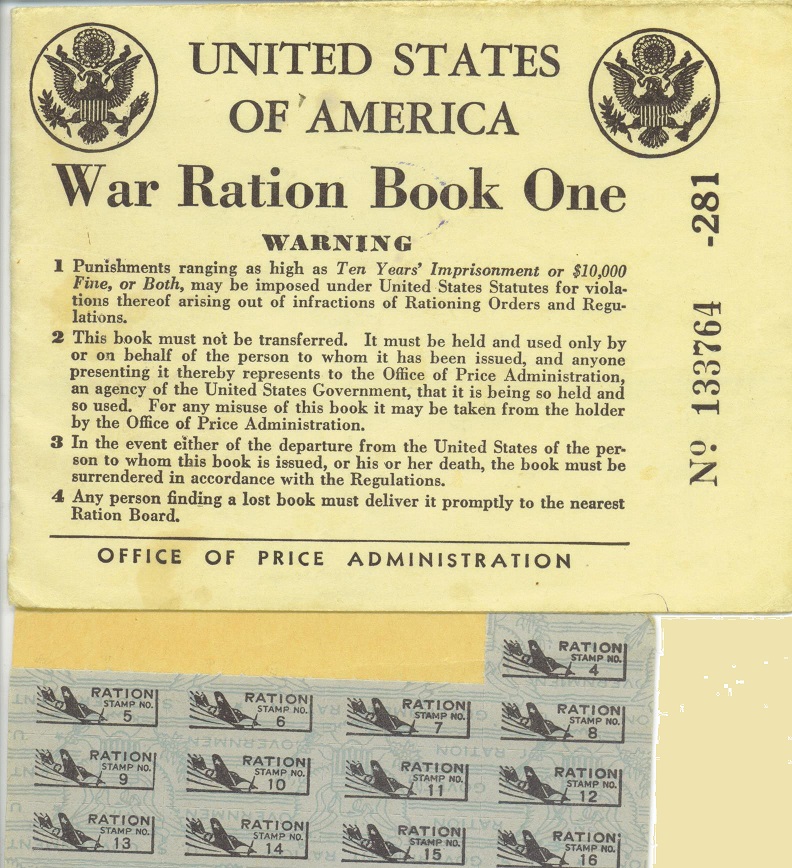 UNITED STATES
OF AMERICA
War Ration Book One
WARNING
1 Punishments ranging as high as Ten Years' Imprisonment or $10,000
Fine, or Both, may be imposed under United States Statutes for viola-
tions thereof arising out of infractions of Rationing Orders and Regu-
lations.
2 This book must not be transferred. It must be held and used only by
or on behalf of the person to whom it has been issued, and anyone
presenting it thereby represents to the Office of Price Administration,
an agency of the United States Government, that it is being so held and
so used. For any misuse of this book it may be taken from the holder
by the Office of Price Administration.
3 In the event either of the departure from the United States of the per-
son to whom this book is issued, or his or her death, the book must be
surrendered in accordance with the Regulations.
4 Any person finding a lost book must deliver it promptly to the nearest
Ration Board.
OFFICE OF PRICE ADMINISTRATION
Nº 133764 -281
RATION
STAMP NO.
4
RATION
STAMP NO.
5
RATION
STAMP NO.
6
RATION
STAMP NO.
7
RATION
STAMP NO.
8
RATION
STAMP NO.
9
RATION
STAMP NO.
10
RATION
STAMP NO.
11
RATION
STAMP NO.
12
RATION
STAMP NO.
13
RATION
STAMP NO.
14
RATION
STAMP NO.
15
RATION
STAMP NO.
16